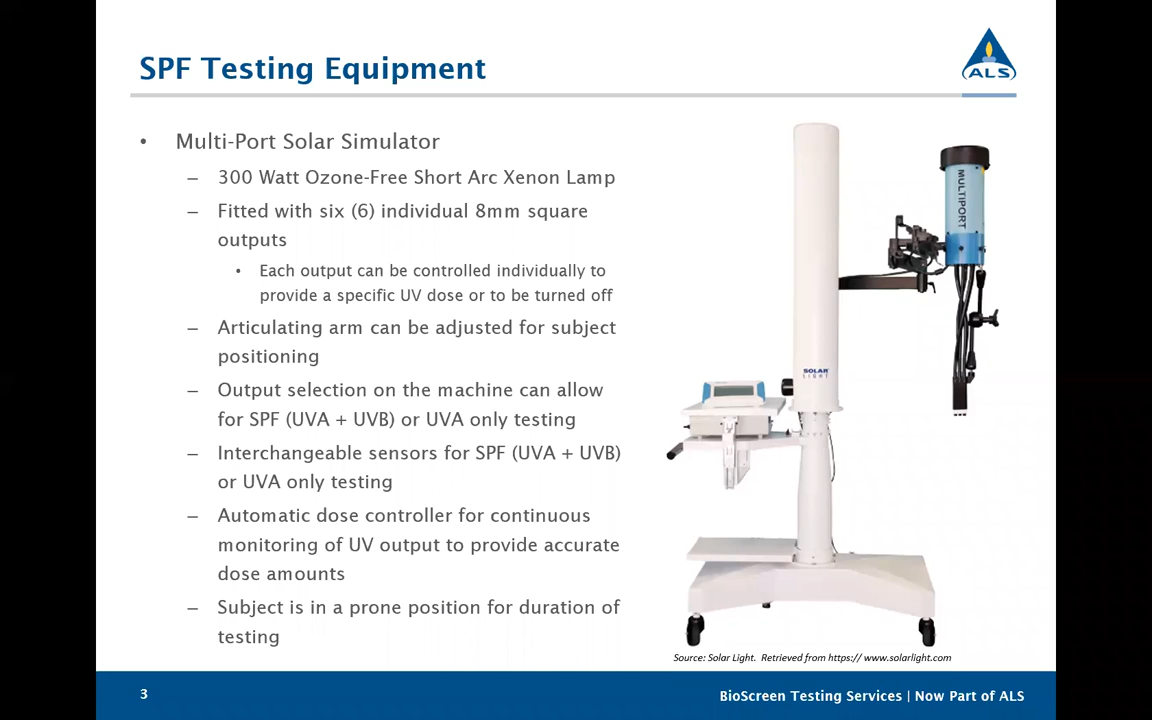 SPF Testing Equipment
ALS
• Multi-Port Solar Simulator
– 300 Watt Ozone-Free Short Arc Xenon Lamp
– Fitted with six (6) individual 8mm square
outputs
• Each output can be controlled individually to
provide a specific UV dose or to be turned off
– Articulating arm can be adjusted for subject
positioning
– Output selection on the machine can allow
for SPF (UVA + UVB) or UVA only testing
– Interchangeable sensors for SPF (UVA + UVB)
or UVA only testing
– Automatic dose controller for continuous
monitoring of UV output to provide accurate
dose amounts
– Subject is in a prone position for duration of
testing
MULTIPORT
SOLAR
LIGHT
Source: Solar Light. Retrieved from https:// www.solarlight.com
3
BioScreen Testing Services | Now Part of ALS